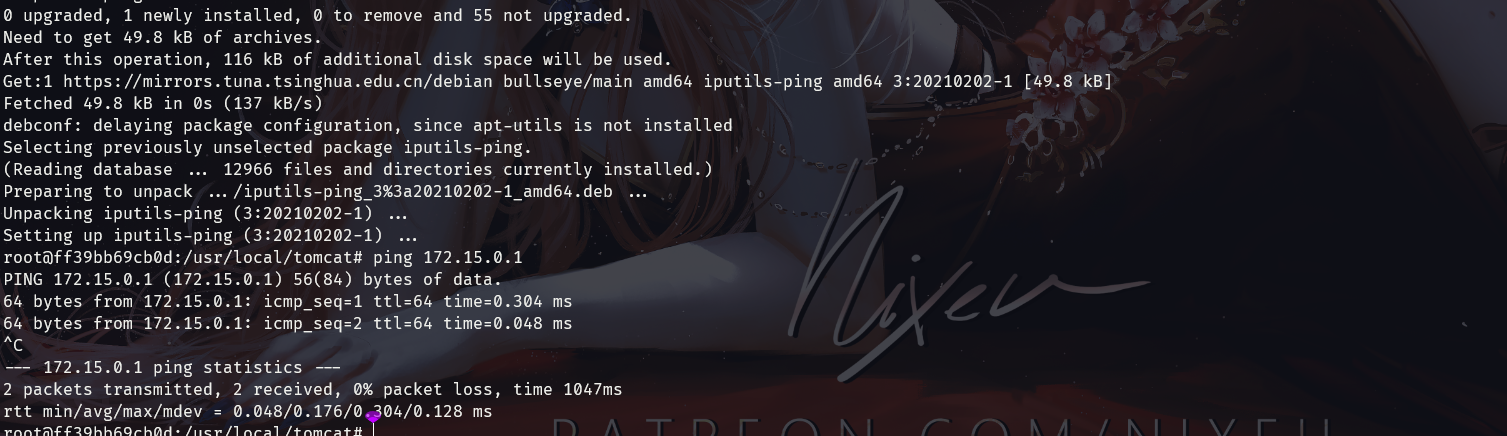 0 upgraded, 1 newly installed, 0 to remove and 55 not upgraded.
Need to get 49.8 kB of archives.
After this operation, 116 kB of additional disk space will be used.
Get:1 https://mirrors.tuna.tsinghua.edu.cn/debian bullseye/main amd64 iputils-ping amd64 3:20210202-1 [49.8 kB]
Fetched 49.8 kB in 0s (137 kB/s)
debconf: delaying package configuration, since apt-utils is not installed
Selecting previously unselected package iputils-ping.
(Reading database ... 12966 files and directories currently installed.)
Preparing to unpack .../iputils-ping_3%3a20210202-1_amd64.deb ...
Unpacking iputils-ping (3:20210202-1) ...
Setting up iputils-ping (3:20210202-1) ...
root@ff39bb69cb0d:/usr/local/tomcat# ping 172.15.0.1
PING 172.15.0.1 (172.15.0.1) 56(84) bytes of data.
64 bytes from 172.15.0.1: icmp_seq=1 ttl=64 time=0.304 ms
64 bytes from 172.15.0.1: icmp_seq=2 ttl=64 time=0.048 ms
^C
--- 172.15.0.1 ping statistics ---
2 packets transmitted, 2 received, 0% packet loss, time 1047ms
rtt min/avg/max/mdev = 0.048/0.176/0.304/0.128 ms
root@ff39bb69cb0d:/usr/local/tomcat#
Nixeu
PATREON.COM/NIXEU